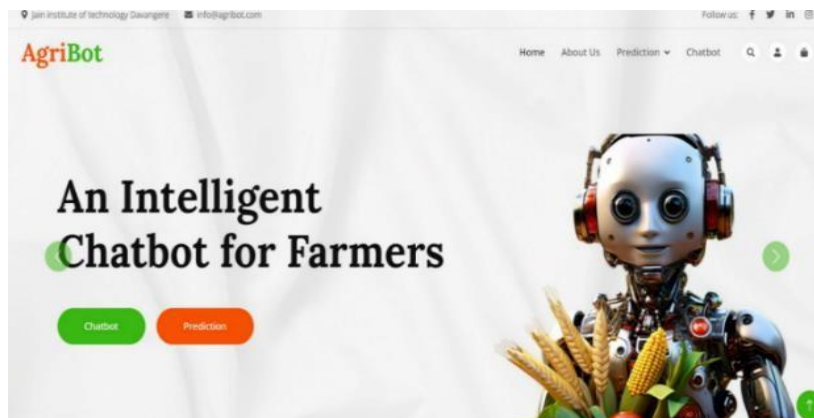 Jain Institute of technology Davangere info@agribot.com Follow us:
AgriBot Home About Us Prediction Chatbot
An Intelligent
Chatbot for Farmers
Chatbot Prediction